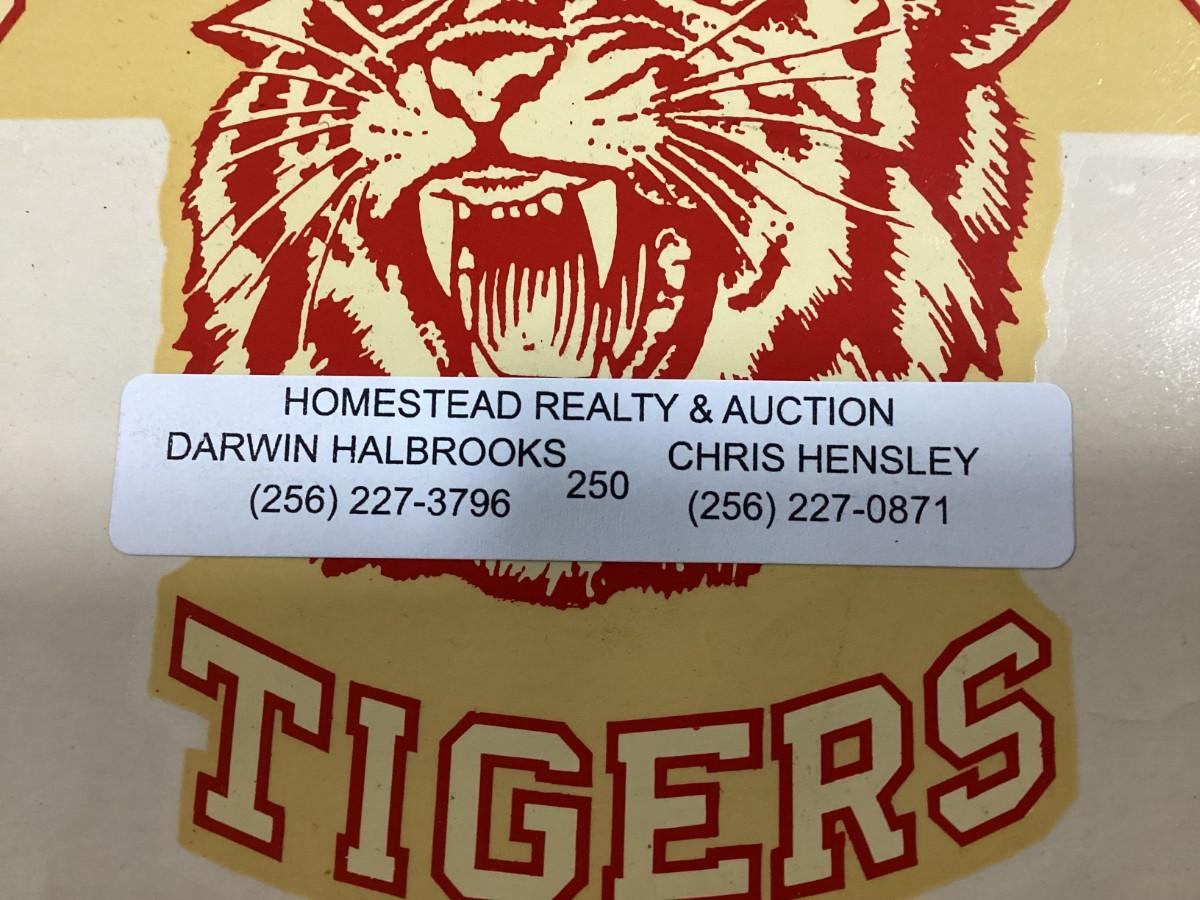 HOMESTEAD REALTY & AUCTION
DARWIN HALBROOKS CHRIS HENSLEY
(256) 227-3796 250 (256) 227-0871
TIGERS